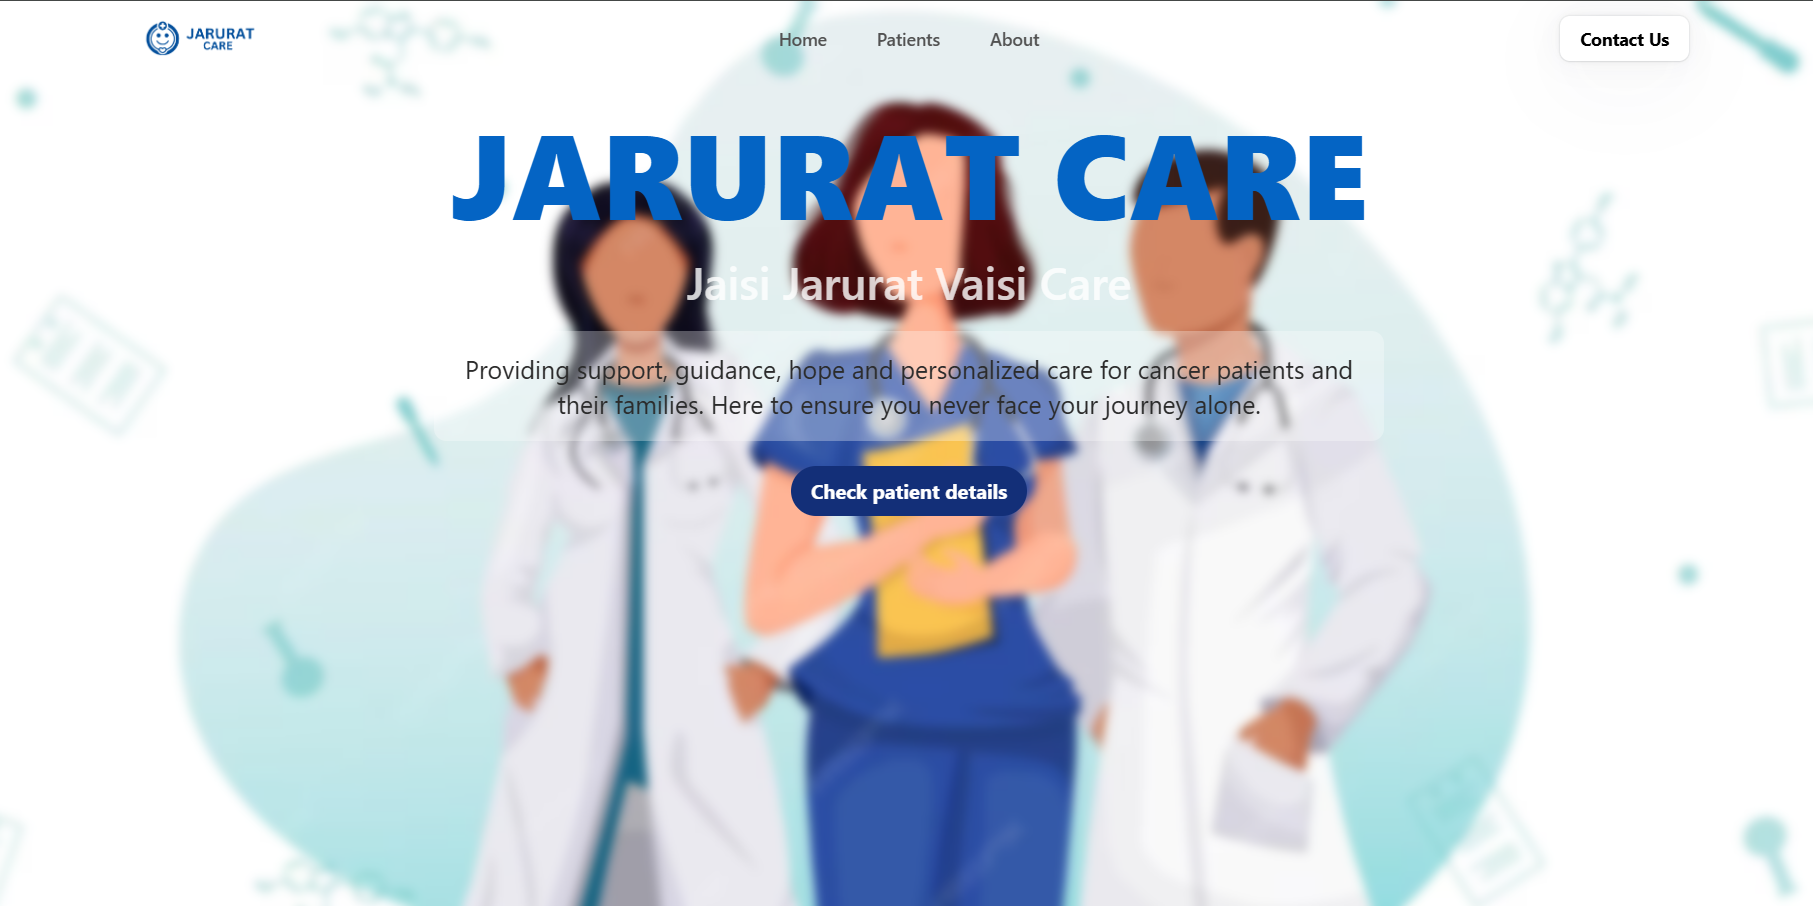 JARURAT
CARE
Home
Patients
About
Contact Us
JARURAT CARE
Jaisi Jarurat Vaisi Care
Providing support, guidance, hope and personalized care for cancer patients and
their families. Here to ensure you never face your journey alone.
Check patient details